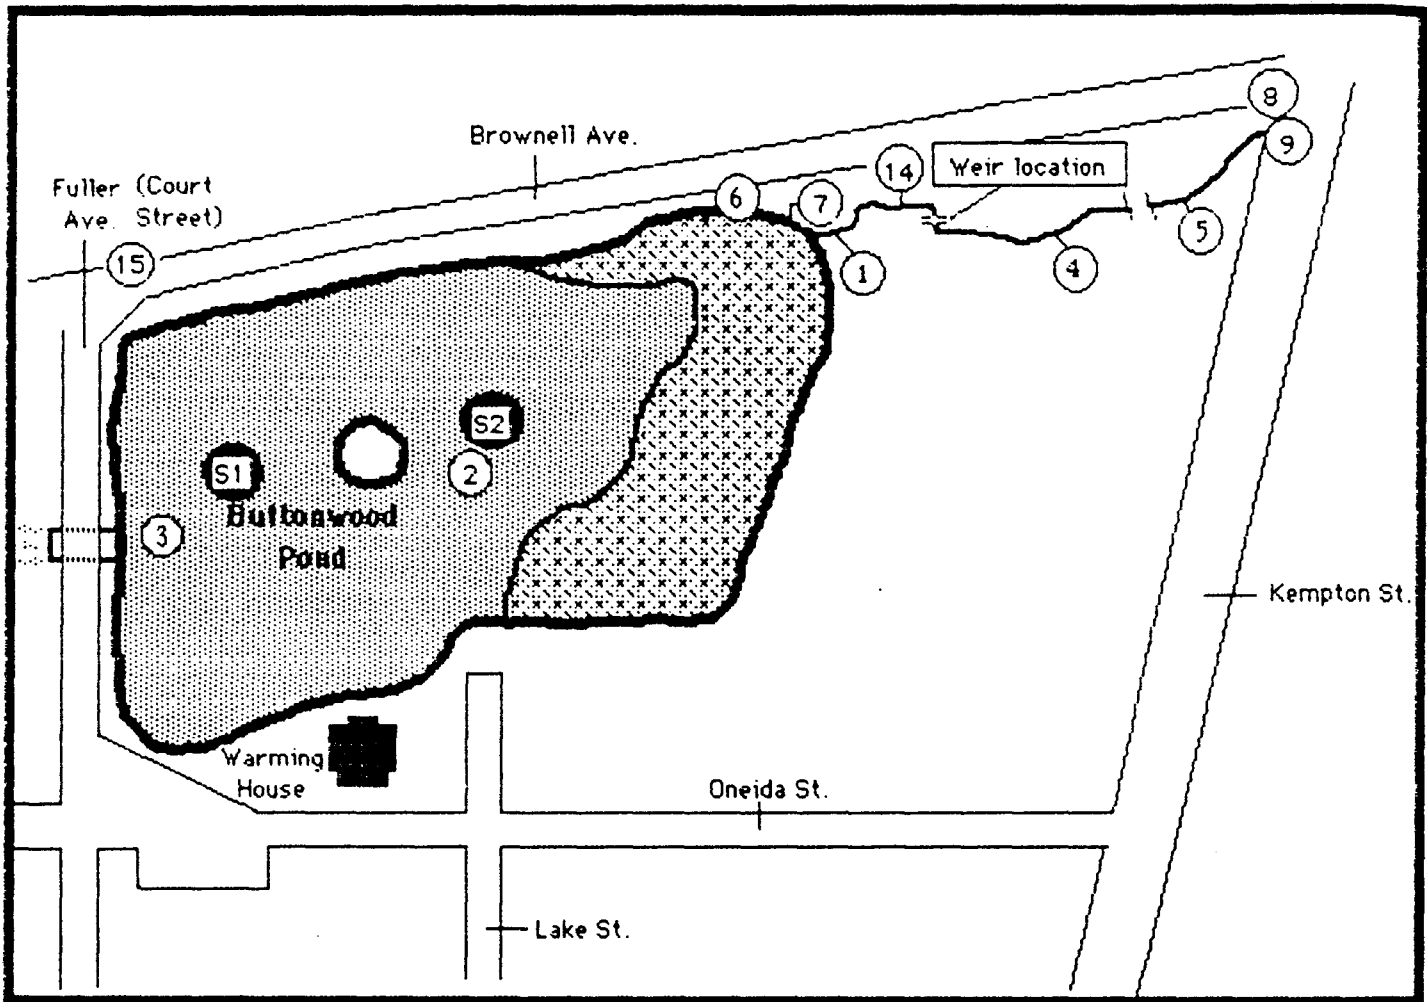 8
Brownell Ave.
9
14
Weir location
Fuller (Court
Ave. Street)
6
7
5
15
1
4
S2
S1
2
Buttonwood
Pond
3
Kempton St.
Warming
House
Oneida St.
Lake St.